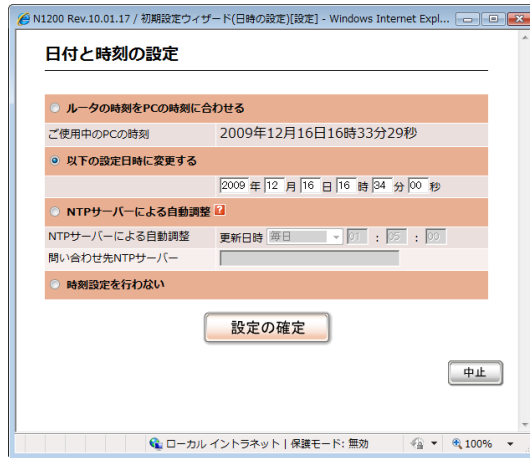 N1200 Rev.10.01.17 / 初期設定ウィザード(日時の設定)[設定] - Windows Internet Expl...
日付と時刻の設定
ルータの時刻をPCの時刻に合わせる
ご使用中のPCの時刻 2009年12月16日16時33分29秒
以下の設定日時に変更する
2009 年 12 月 16 日 16 時 34 分 00 秒
NTPサーバーによる自動調整 ?
NTPサーバーによる自動調整 更新日時 毎日 01 : 05 : 00
問い合わせ先NTPサーバー
時刻設定を行わない
設定の確定
中止
ローカル イントラネット | 保護モード: 無効 100%